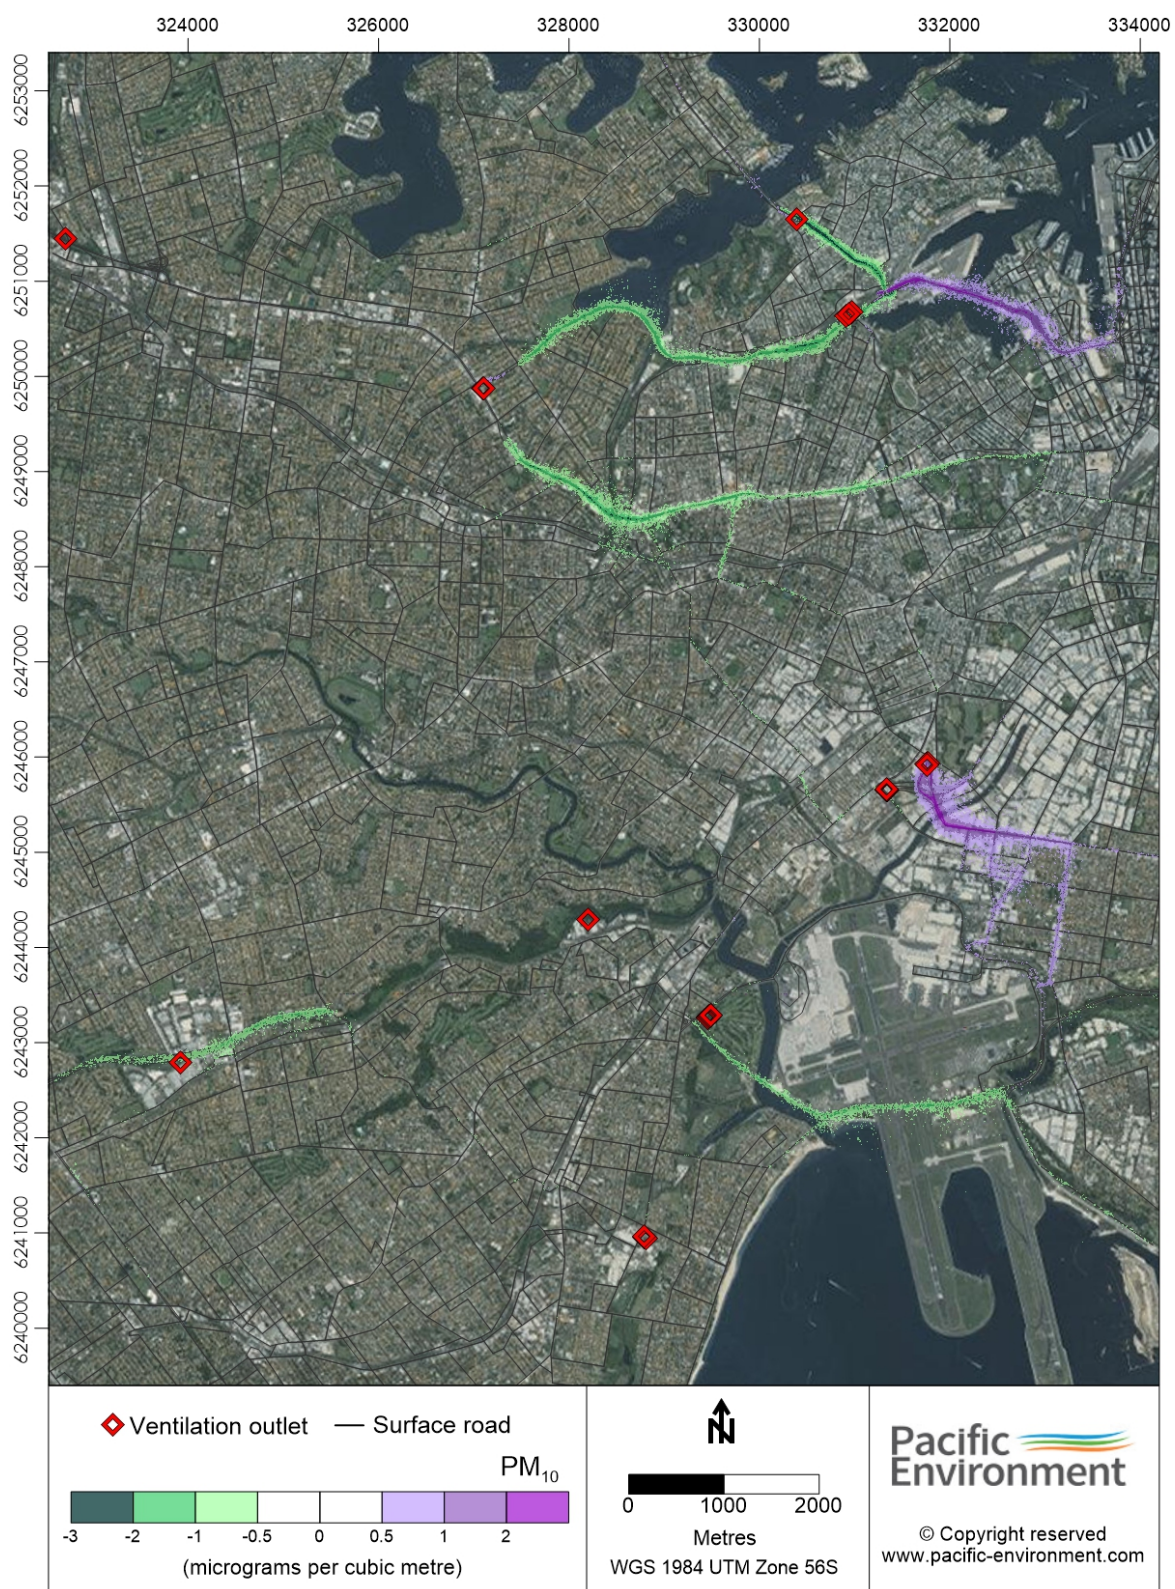 324000 326000 328000 330000 332000 334000
6253000
6252000
6251000
6250000
6249000
6248000
6247000
6246000
6245000
6244000
6243000
6242000
6241000
6240000
Ventilation outlet Surface road
PM10
-3 -2 -1 -0.5 0 0.5 1 2
(micrograms per cubic metre)
N
0 1000 2000
Metres
WGS 1984 UTM Zone 56S
Pacific
Environment
© Copyright reserved
www.pacific-environment.com